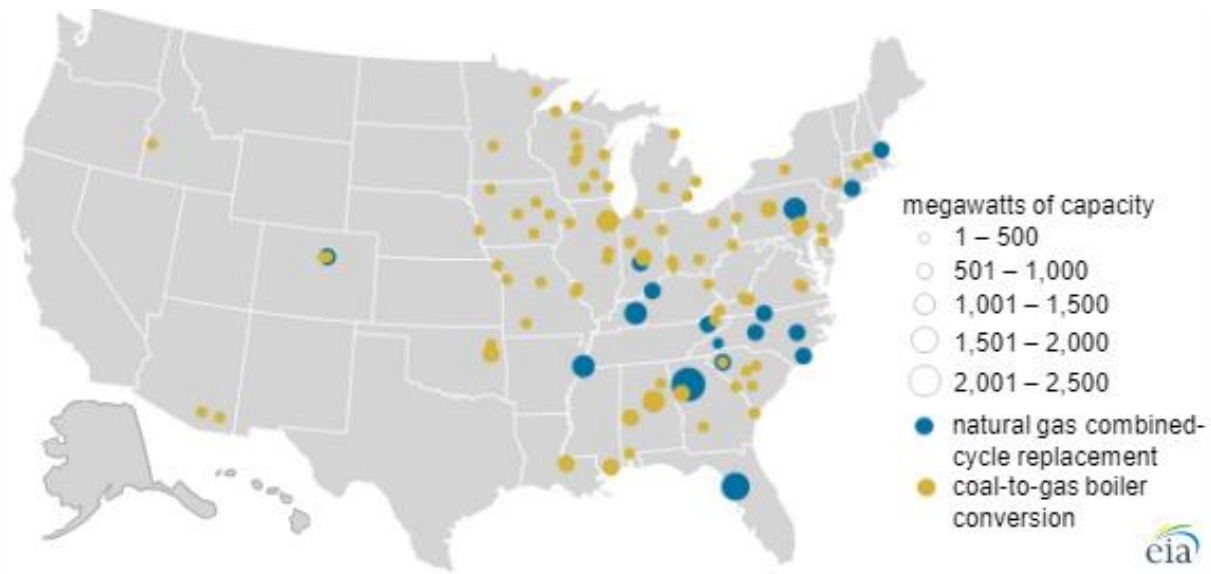 megawatts of capacity
1 – 500
501 – 1,000
1,001 – 1,500
1,501 – 2,000
2,001 – 2,500
natural gas combined-
cycle replacement
coal-to-gas boiler
conversion
eia